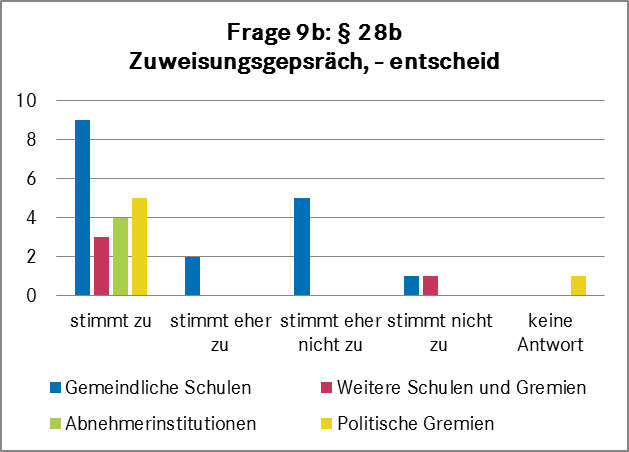 Frage 9b: § 28b
Zuweisungsgepsräch, - entscheid
10
8
6
4
2
0
stimmt zu
stimmt eher zu
stimmt eher nicht zu
stimmt nicht zu
keine Antwort
Gemeindliche Schulen
Weitere Schulen und Gremien
Abnehmerinstitutionen
Politische Gremien